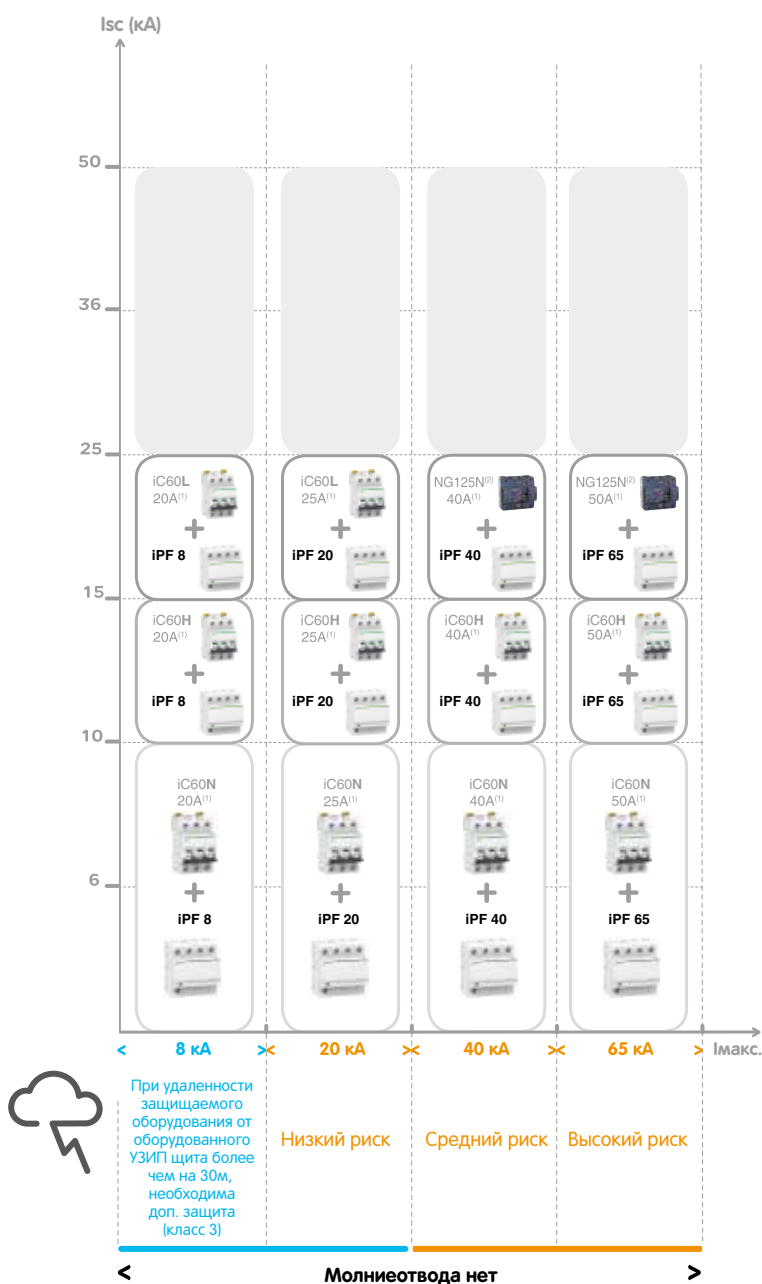 Isc (кА)
50
36
25
iC60L
20A(1)
+
iPF 8
iC60L
25A(1)
+
iPF 20
NG125N(2)
40A(1)
+
iPF 40
NG125N(2)
50A(1)
+
iPF 65
15
iC60H
20A(1)
+
iPF 8
iC60H
25A(1)
+
iPF 20
iC60H
40A(1)
+
iPF 40
iC60H
50A(1)
+
iPF 65
10
iC60N
20A(1)
+
iPF 8
iC60N
25A(1)
+
iPF 20
iC60N
40A(1)
+
iPF 40
iC60N
50A(1)
+
iPF 65
6
< 8 кА >< 20 кА >< 40 кА >< 65 кА > Iмакс.
При удаленности
защищаемого
оборудования от
оборудованного
УЗИП щита более
чем на 30м,
необходима
доп. защита
(класс 3)
Низкий риск
Средний риск
Высокий риск
< Молниеотвода нет >